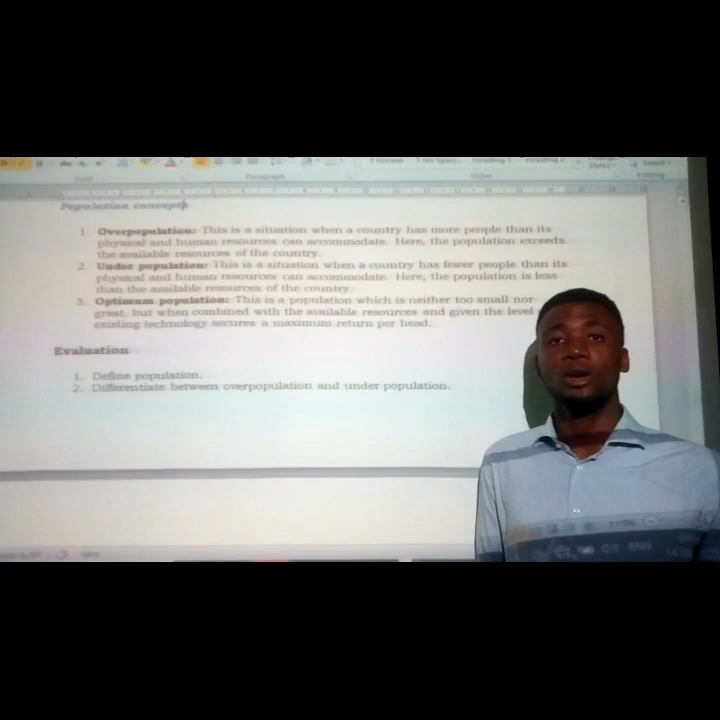 Paragraph
Styles
Editing
Population concepts
1. Overpopulation: This is a situation when a country has more people than its
physical and human resources can accommodate. Here, the population exceeds
the available resources of the country.
2. Under population: This is a situation when a country has fewer people than its
physical and human resources can accommodate. Here, the population is less
than the available resources of the country.
3. Optimum population: This is a population which is neither too small nor
great, but when combined with the available resources and given the level
existing technology secures a maximum return per head.
Evaluation
1. Define population.
2. Differentiate between overpopulation and under population.
110%
ENG